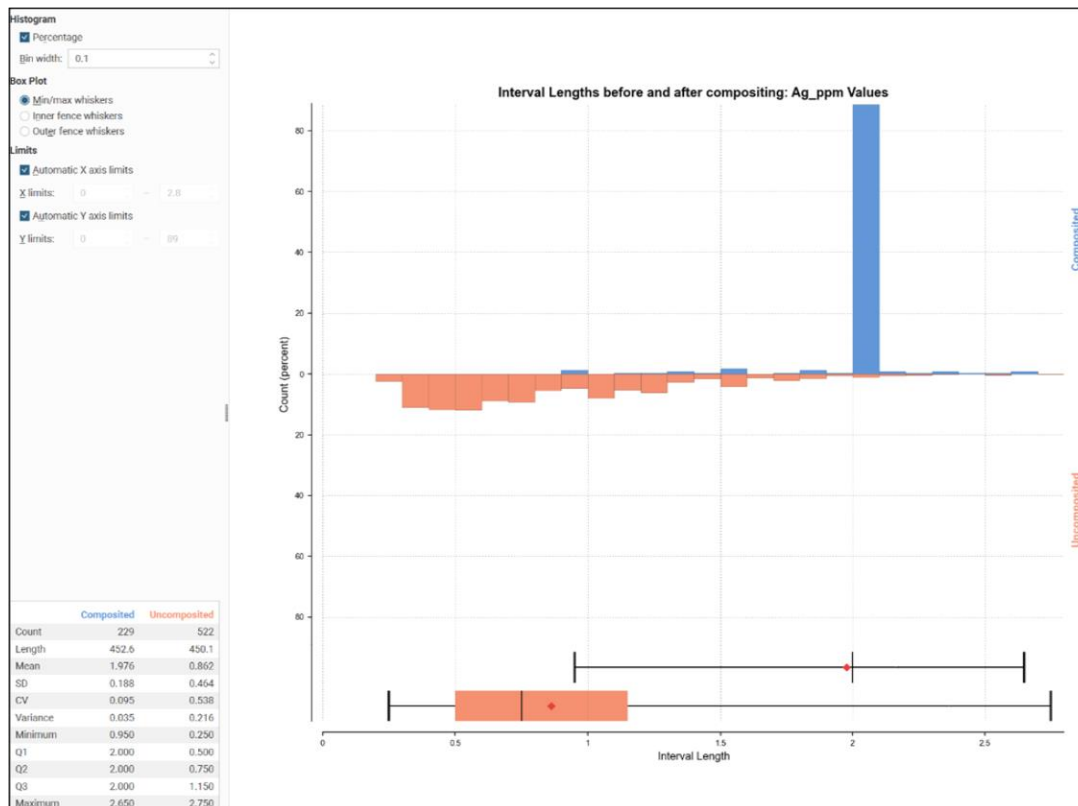 Histogram
Percentage
Bin width: 0.1
Box Plot
Min/max whiskers
Inner fence whiskers
Outer fence whiskers
Limits
Automatic X axis limits
X limits: 0 – 2.8
Automatic Y axis limits
Y limits: 0 – 89
Interval Lengths before and after compositing: Ag_ppm Values
80
60
40
20
0
20
40
60
80
Count (percent)
Composited
Uncomposited
0 0.5 1 1.5 2 2.5
Interval Length
Composited Uncomposited
Count 229 522
Length 452.6 450.1
Mean 1.976 0.862
SD 0.188 0.464
CV 0.095 0.538
Variance 0.035 0.216
Minimum 0.950 0.250
Q1 2.000 0.500
Q2 2.000 0.750
Q3 2.000 1.150
Maximum 2.650 2.750